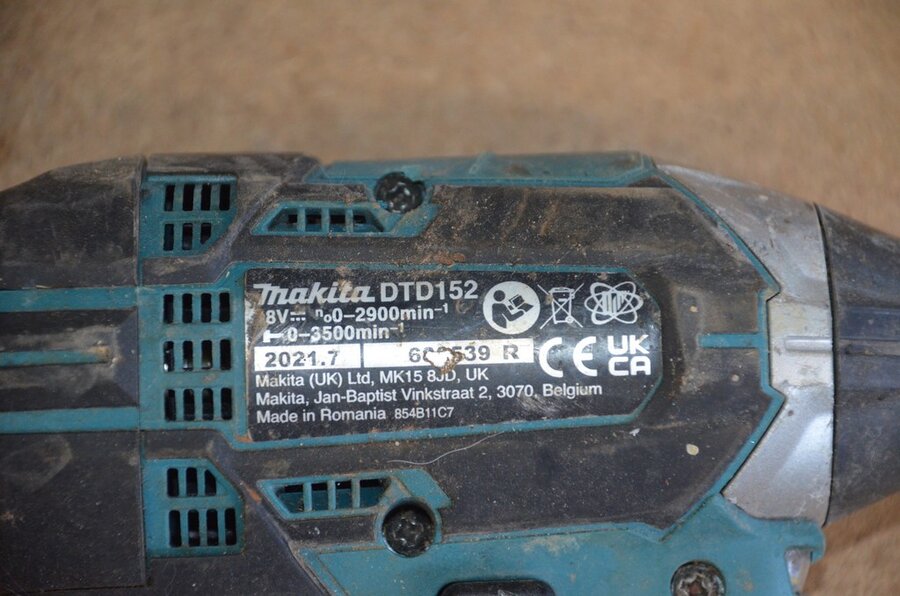 makita DTD152
8V⎓ n₀0–2900min⁻¹
0–3500min⁻¹
2021.7 R
CE UK CA
Makita (UK) Ltd, MK15 8JD, UK
Makita, Jan-Baptist Vinkstraat 2, 3070, Belgium
Made in Romania 854B11C7